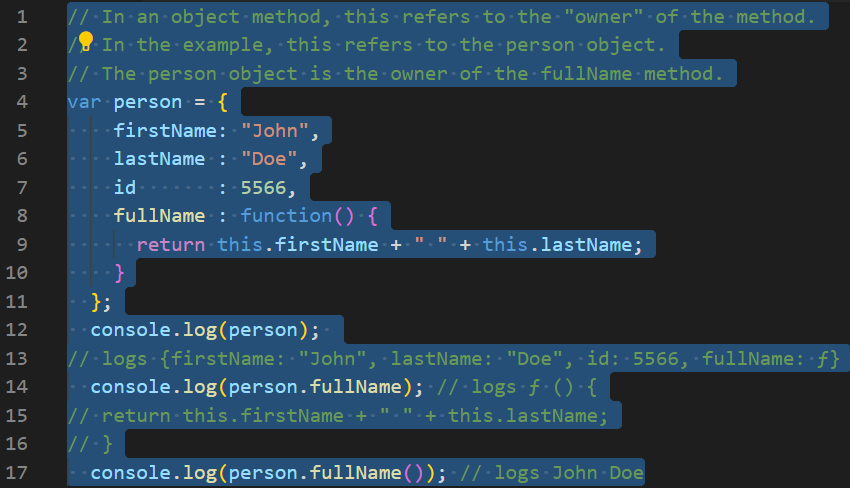 1 // In an object method, this refers to the "owner" of the method.
2 // In the example, this refers to the person object.
3 // The person object is the owner of the fullName method.
4 var person = {
5     firstName: "John",
6     lastName : "Doe",
7     id       : 5566,
8     fullName : function() {
9       return this.firstName + " " + this.lastName;
10     }
11   };
12   console.log(person);
13 // logs {firstName: "John", lastName: "Doe", id: 5566, fullName: ƒ}
14   console.log(person.fullName); // logs ƒ () {
15 // return this.firstName + " " + this.lastName;
16 // }
17   console.log(person.fullName()); // logs John Doe